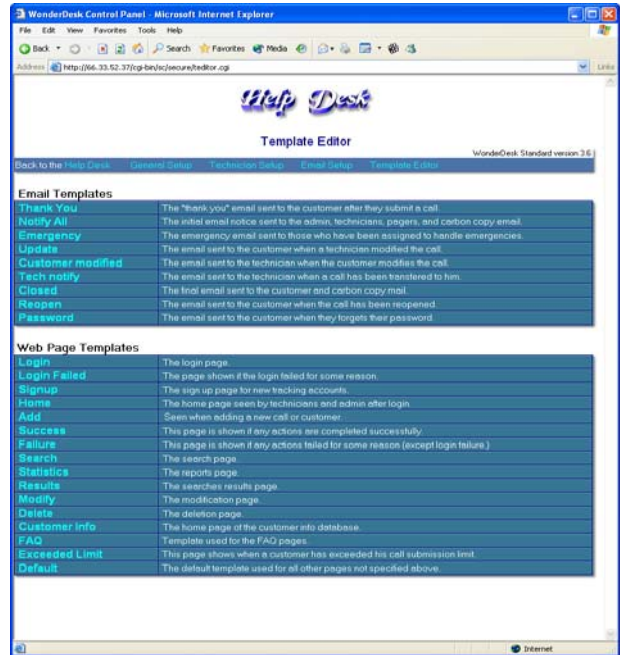 WonderDesk Control Panel - Microsoft Internet Explorer
File Edit View Favorites Tools Help
Back Search Favorites Media
Address http://66.33.52.37/cgi-bin/sc/secure/teditor.cgi Links
Help Desk
Template Editor
WonderDesk Standard version 3.6 |
Back to the Help Desk General Setup Technician Setup Email Setup Template Editor
Email Templates
Thank You The "thank you" email sent to the customer after they submit a call.
Notify All The initial email notice sent to the admin, technicians, pagers, and carbon copy email.
Emergency The emergency email sent to those who have been assigned to handle emergencies.
Update The email sent to the customer when a technician modified the call.
Customer modified The email sent to the technician when the customer modifies the call.
Tech notify The email sent to the technician when a call has been transfered to him.
Closed The final email sent to the customer and carbon copy mail.
Reopen The email sent to the customer when the call has been reopened.
Password The email sent to the customer when they forgets their password.
Web Page Templates
Login The login page.
Login Failed The page shown if the login failed for some reason.
Signup The sign up page for new tracking accounts.
Home The home page seen by technicians and admin after login.
Add Seen when adding a new call or customer.
Success This page is shown if any actions are completed successfully.
Failure This page is shown if any actions failed for some reason (except login failure.)
Search The search page.
Statistics The reports page.
Results The searches results page.
Modify The modification page.
Delete The deletion page.
Customer Info The home page of the customer info database.
FAQ Template used for the FAQ pages.
Exceeded Limit This page shows when a customer has exceeded his call submission limit.
Default The default template used for all other pages not specified above.
Internet